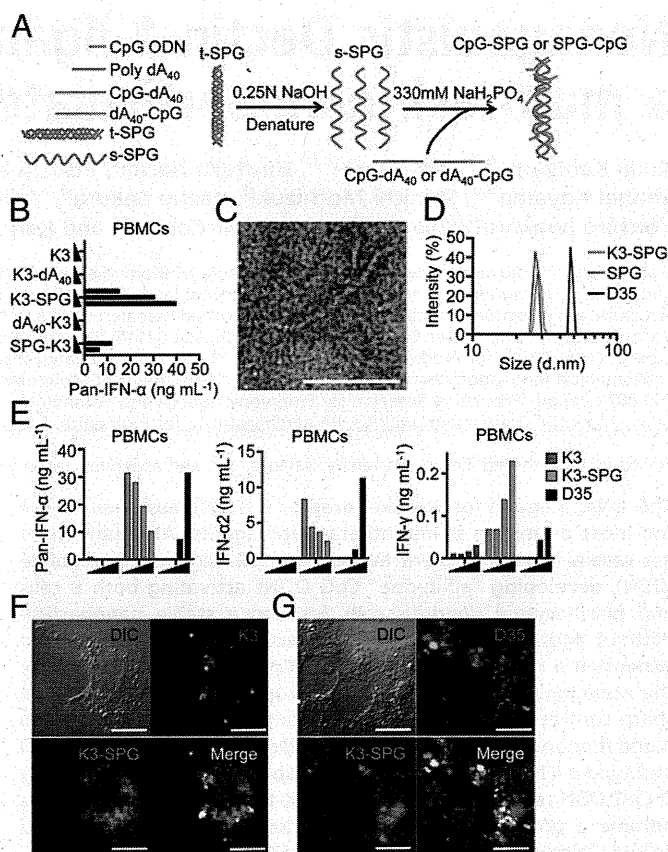 A
CpG ODN
Poly dA40
CpG-dA40
dA40-CpG
t-SPG
s-SPG
t-SPG
0.25N NaOH
Denature
s-SPG
330mM NaH2PO4
CpG-dA40 or dA40-CpG
CpG-SPG or SPG-CpG
B
PBMCs
K3
K3-dA40
K3-SPG
dA40-K3
SPG-K3
0 10 20 30 40 50
Pan-IFN-α (ng mL-1)
C
D
Intensity (%)
50
40
30
20
10
0
10 100
Size (d.nm)
K3-SPG
SPG
D35
E
PBMCs
Pan-IFN-α (ng mL-1)
40
30
20
10
0
PBMCs
IFN-α2 (ng mL-1)
15
10
5
0
PBMCs
IFN-γ (ng mL-1)
0.2
0.1
0
K3
K3-SPG
D35
F
DIC
K3
K3-SPG
Merge
G
DIC
D35
K3-SPG
Merge